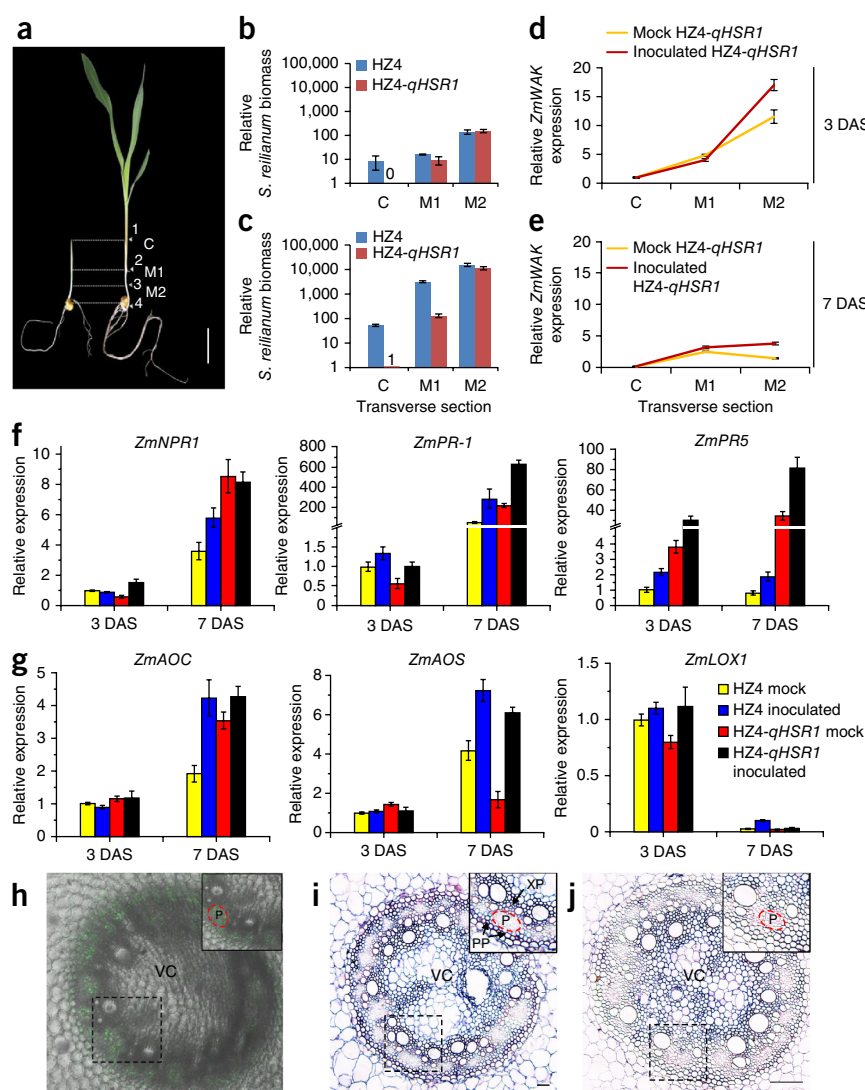 a
1
C
2
M1
3
M2
4
b
HZ4
HZ4-qHSR1
Relative
S. reilianum biomass
100,000
10,000
1,000
100
10
1
0
C
M1
M2
c
HZ4
HZ4-qHSR1
Relative
S. reilianum biomass
100,000
10,000
1,000
100
10
1
1
C
M1
M2
Transverse section
d
Mock HZ4-qHSR1
Inoculated HZ4-qHSR1
Relative ZmWAK
expression
20
15
10
5
0
C
M1
M2
3 DAS
e
Mock HZ4-qHSR1
Inoculated
HZ4-qHSR1
Relative ZmWAK
expression
20
15
10
5
0
C
M1
M2
Transverse section
7 DAS
f
ZmNPR1
Relative expression
10
8
6
4
2
0
3 DAS
7 DAS
ZmPR-1
Relative expression
800
600
400
200
1.5
1.0
0.5
0
3 DAS
7 DAS
ZmPR5
Relative expression
100
80
60
40
4
3
2
1
0
3 DAS
7 DAS
g
ZmAOC
Relative expression
5
4
3
2
1
0
3 DAS
7 DAS
ZmAOS
Relative expression
8
6
4
2
0
3 DAS
7 DAS
ZmLOX1
Relative expression
1.5
1.0
0.75
0
3 DAS
7 DAS
HZ4 mock
HZ4 inoculated
HZ4-qHSR1 mock
HZ4-qHSR1
inoculated
h
P
VC
i
XP
P
PP
VC
j
P
VC